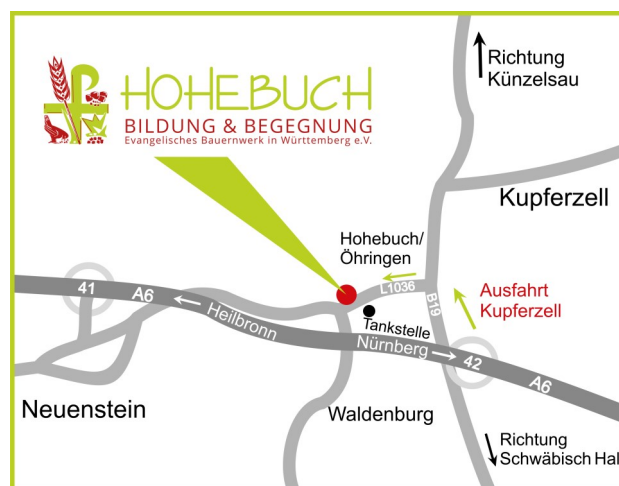 HOHEBUCH
BILDUNG & BEGEGNUNG
Evangelisches Bauernwerk in Württemberg e.V.
Richtung
Künzelsau
Kupferzell
Hohebuch/
Öhringen
L1036
B19
Ausfahrt
Kupferzell
41
A6
Heilbronn
Tankstelle
Nürnberg
42
A6
Neuenstein
Waldenburg
Richtung
Schwäbisch Hal